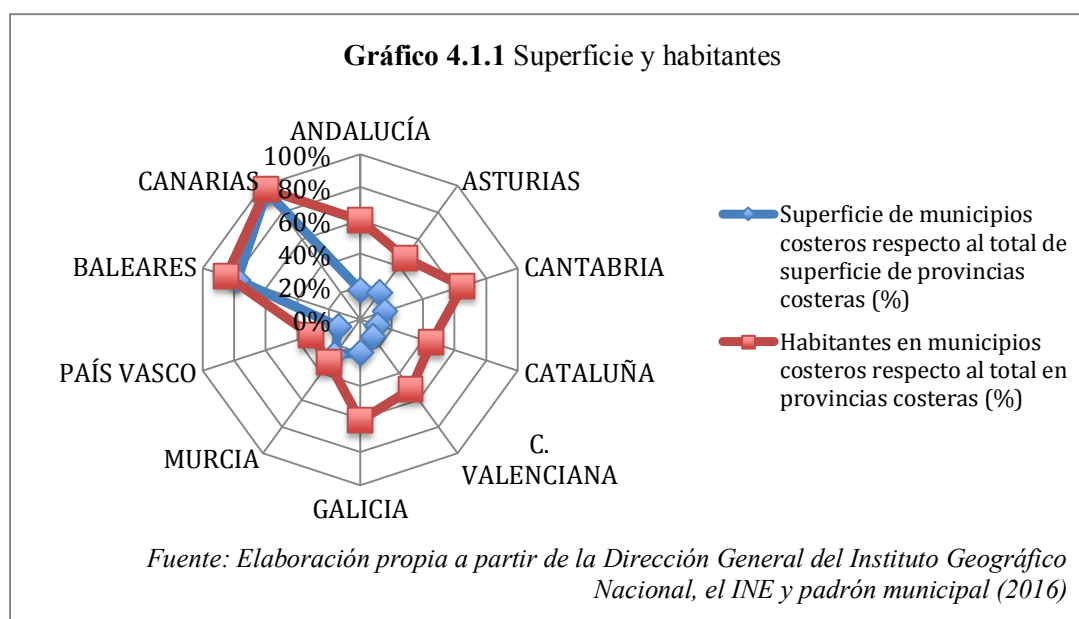 Gráfico 4.1.1 Superficie y habitantes
ANDALUCÍA
100%
80%
60%
40%
20%
0%
ASTURIAS
CANTABRIA
CATALUÑA
C.
VALENCIANA
GALICIA
MURCIA
PAÍS VASCO
BALEARES
CANARIAS
Superficie de municipios
costeros respecto al total de
superficie de provincias
costeras (%)
Habitantes en municipios
costeros respecto al total en
provincias costeras (%)
Fuente: Elaboración propia a partir de la Dirección General del Instituto Geográfico
Nacional, el INE y padrón municipal (2016)